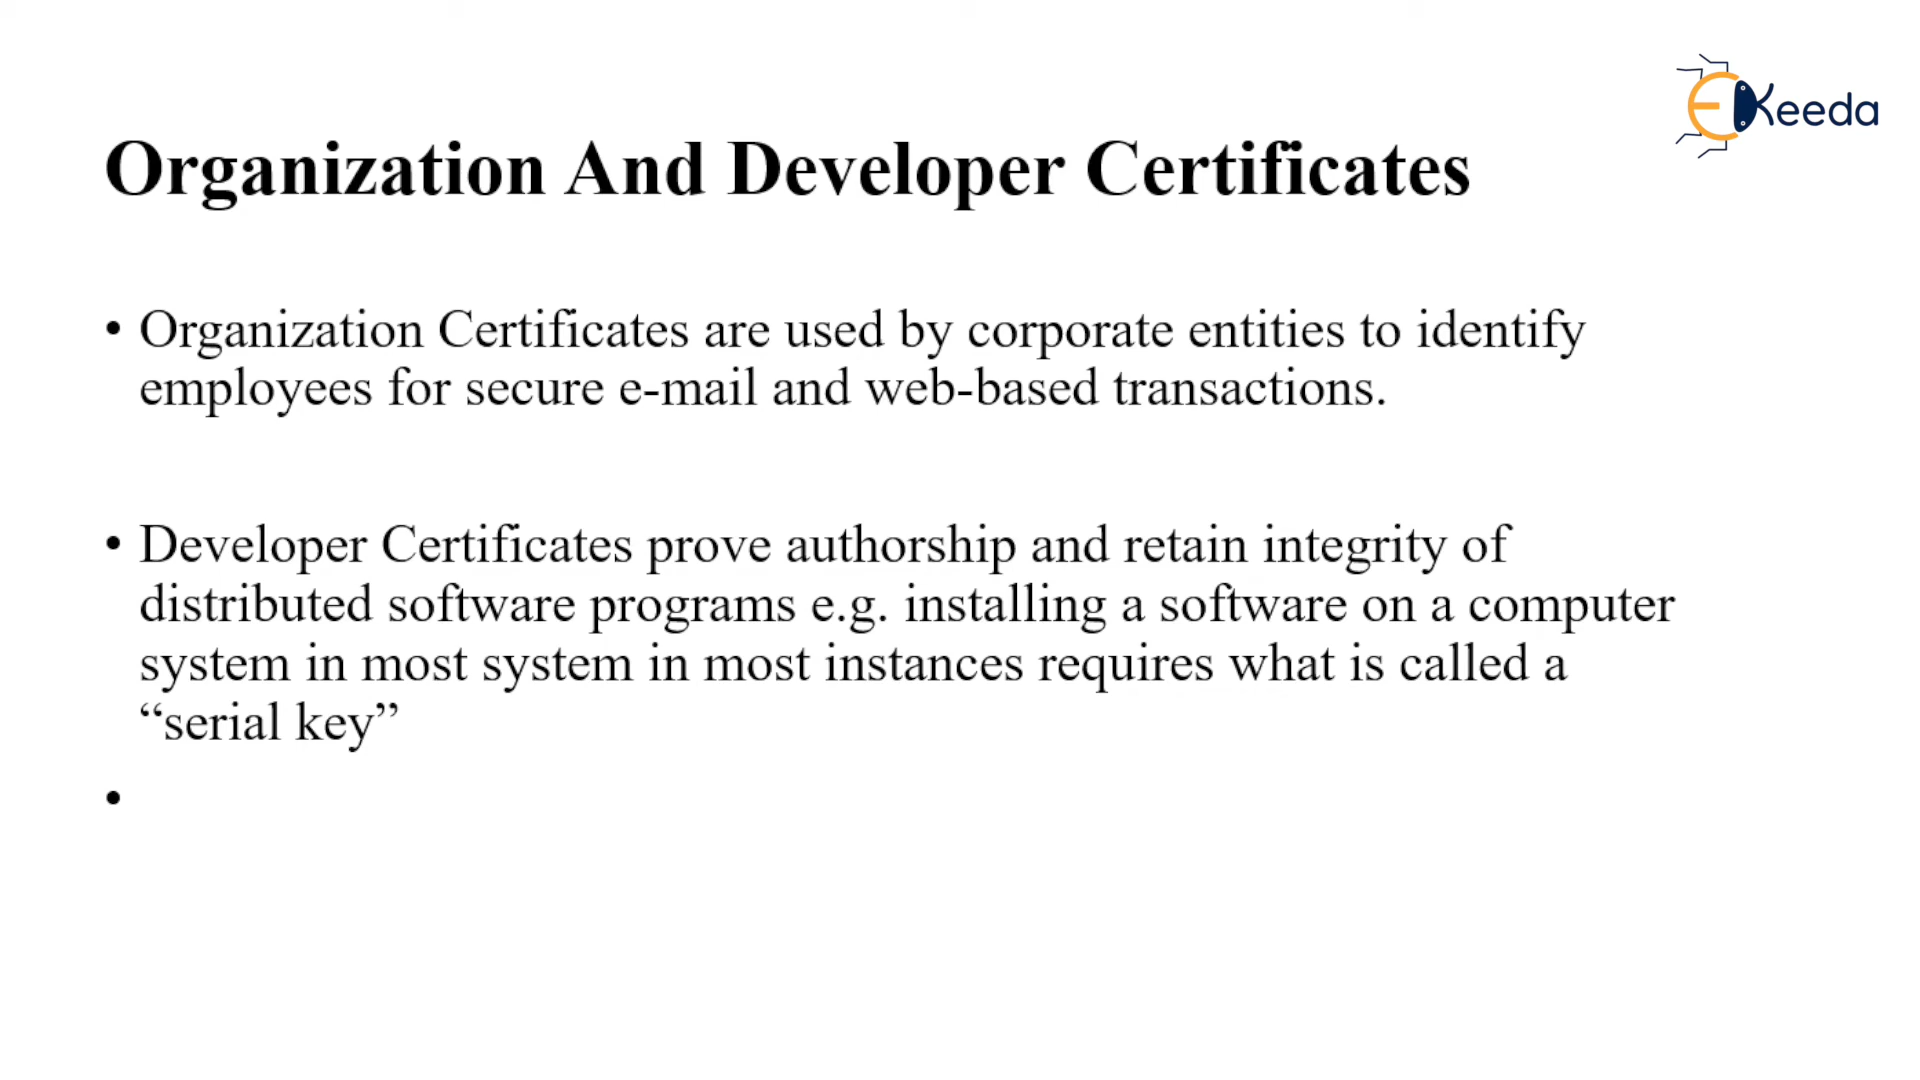 EKeeda
Organization And Developer Certificates
• Organization Certificates are used by corporate entities to identify
employees for secure e-mail and web-based transactions.
• Developer Certificates prove authorship and retain integrity of
distributed software programs e.g. installing a software on a computer
system in most system in most instances requires what is called a
“serial key”
•